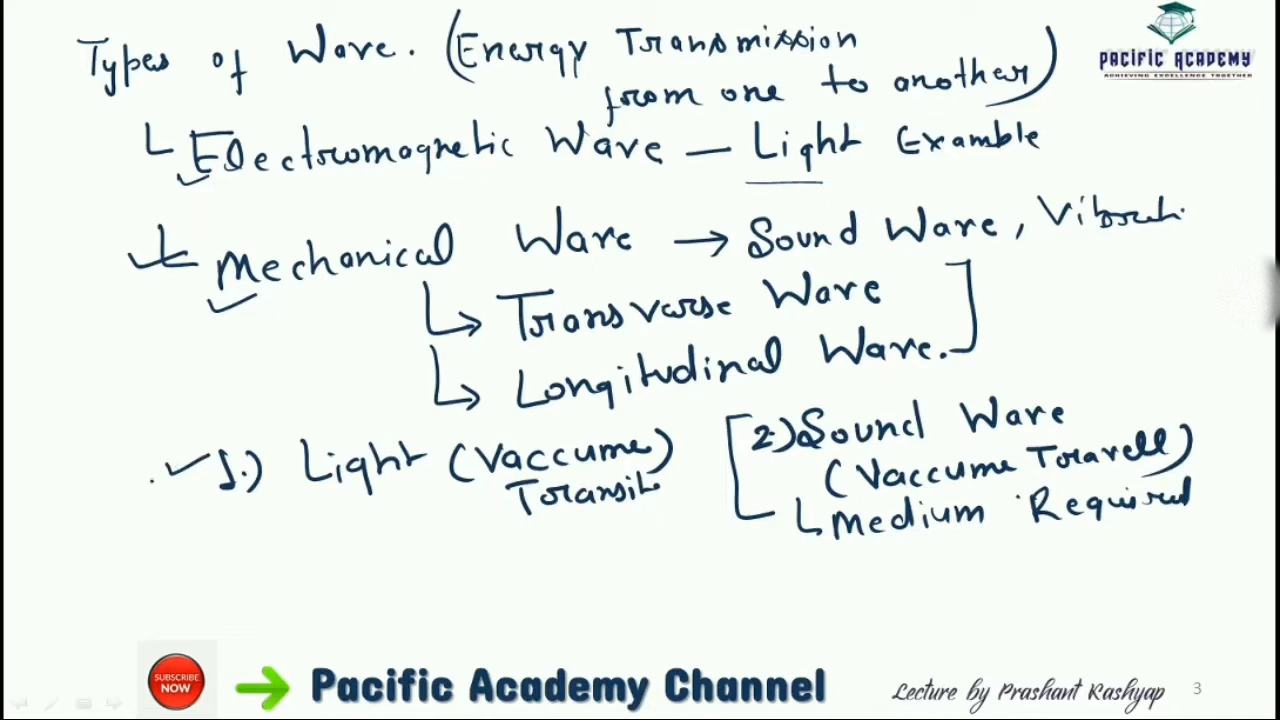 Types of Wave. (Energy Transmission
from one to another)
PACIFIC ACADEMY
ACHIEVING EXCELLENCE TOGETHER
Electromagnetic Wave — Light Examble
Mechanical Wave → Sound Wave, Vibrati.
Transverse Wave
Longitudinal Wave.
1.) Light (Vaccume)
Transit
2.) Sound Wave
(Vaccume Travell)
Medium Required
SUBSCRIBE
NOW
Pacific Academy Channel
Lecture by Prashant Kashyap
3